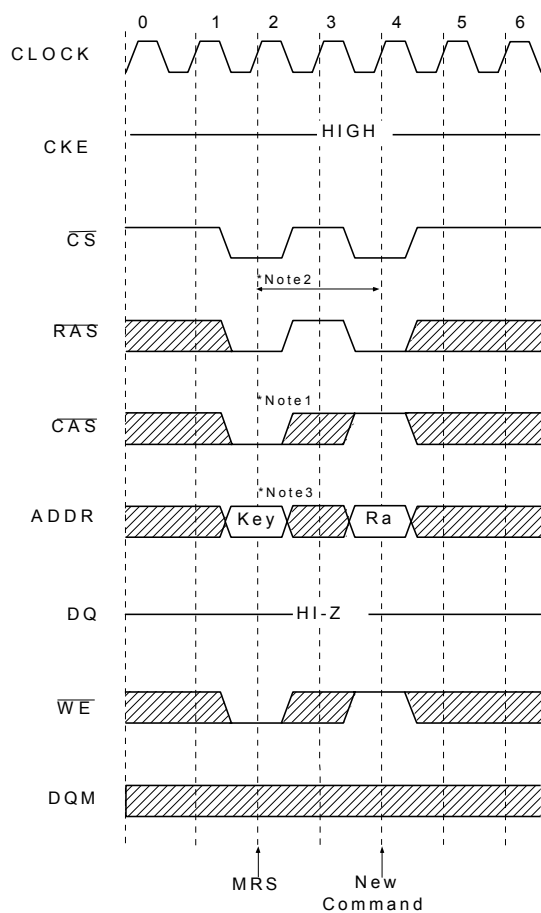 0 1 2 3 4 5 6
CLOCK
CKE
HIGH
CS
*Note2
RAS
*Note1
CAS
*Note3
ADDR
Key
Ra
DQ
HI-Z
WE
DQM
MRS
New
Command